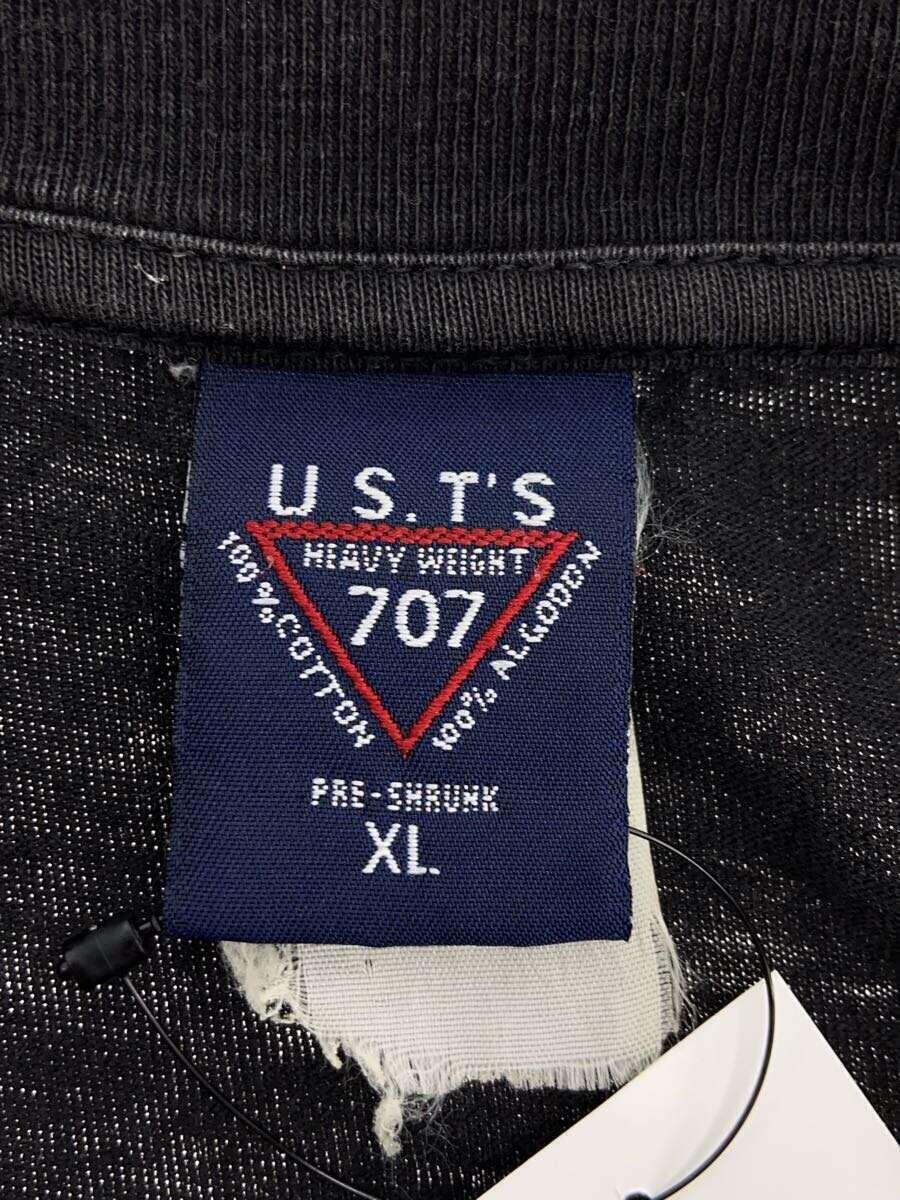 U S. T'S
HEAVY WEIGHT
707
100% COTTON
100% ALGODON
PRE-SHRUNK
XL.